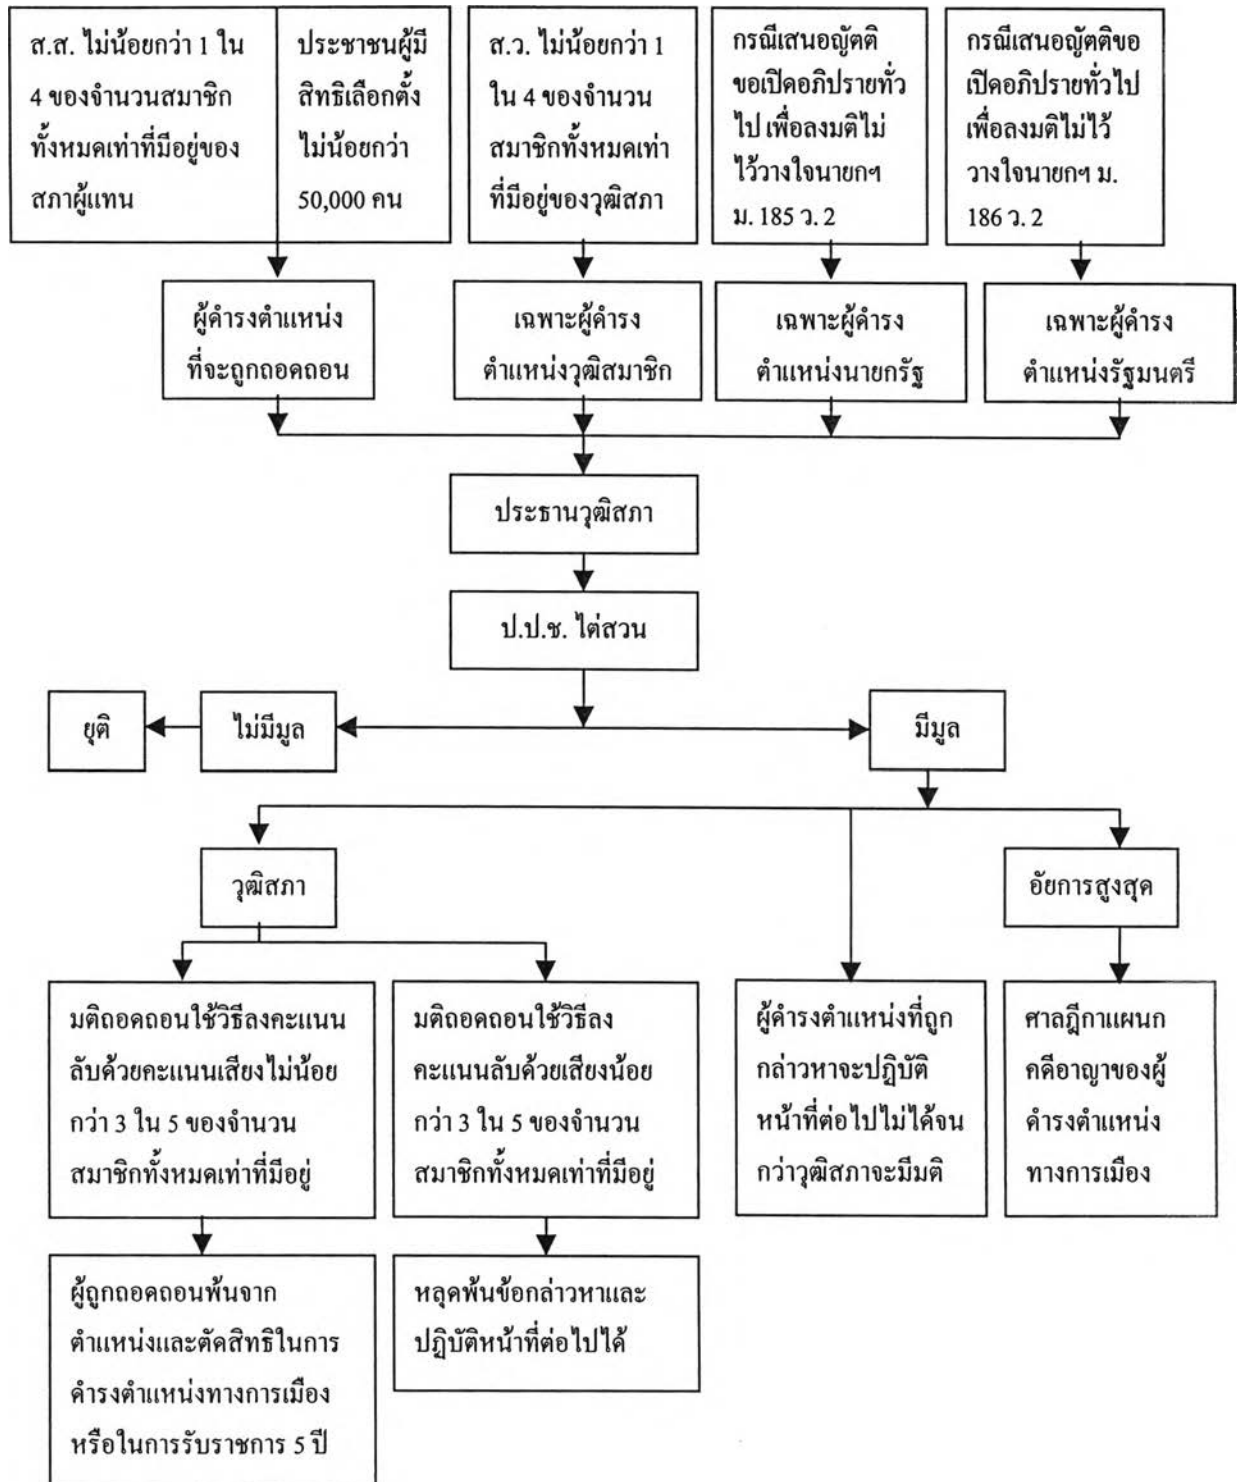 ส.ส. ไม่น้อยกว่า 1 ใน
4 ของจำนวนสมาชิก
ทั้งหมดเท่าที่มีอยู่ของ
สภาผู้แทน
ประชาชนผู้มี
สิทธิเลือกตั้ง
ไม่น้อยกว่า
50,000 คน
ส.ว. ไม่น้อยกว่า 1
ใน 4 ของจำนวน
สมาชิกทั้งหมดเท่า
ที่มีอยู่ของวุฒิสภา
กรณีเสนอญัตติ
ขอเปิดอภิปรายทั่ว
ไป เพื่อลงมติไม่
ไว้วางใจนายกฯ
ม. 185 ว. 2
กรณีเสนอญัตติขอ
เปิดอภิปรายทั่วไป
เพื่อลงมติไม่ไว้
วางใจนายกฯ ม.
186 ว. 2
ผู้ดำรงตำแหน่ง
ที่จะถูกถอดถอน
เฉพาะผู้ดำรง
ตำแหน่งวุฒิสมาชิก
เฉพาะผู้ดำรง
ตำแหน่งนายกรัฐ
เฉพาะผู้ดำรง
ตำแหน่งรัฐมนตรี
ประธานวุฒิสภา
ป.ป.ช. ไต่สวน
ยุติ
ไม่มีมูล
มีมูล
วุฒิสภา
อัยการสูงสุด
มติถอดถอนใช้วิธีลงคะแนน
ลับด้วยคะแนนเสียงไม่น้อย
กว่า 3 ใน 5 ของจำนวน
สมาชิกทั้งหมดเท่าที่มีอยู่
มติถอดถอนใช้วิธีลง
คะแนนลับด้วยเสียงน้อย
กว่า 3 ใน 5 ของจำนวน
สมาชิกทั้งหมดเท่าที่มีอยู่
ผู้ดำรงตำแหน่งที่ถูก
กล่าวหาจะปฏิบัติ
หน้าที่ต่อไปไม่ได้จน
กว่าวุฒิสภาจะมีมติ
ศาลฎีกาแผนก
คดีอาญาของผู้
ดำรงตำแหน่ง
ทางการเมือง
ผู้ถูกถอดถอนพ้นจาก
ตำแหน่งและตัดสิทธิในการ
ดำรงตำแหน่งทางการเมือง
หรือในการรับราชการ 5 ปี
หลุดพ้นข้อกล่าวหาและ
ปฏิบัติหน้าที่ต่อไปได้